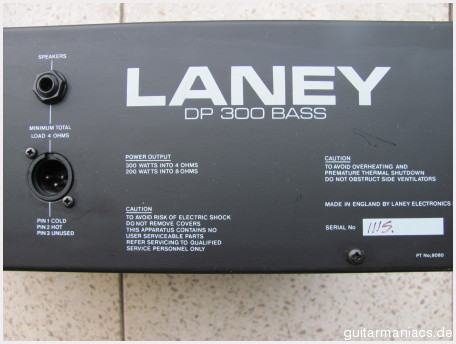 SPEAKERS
LANEY
DP 300 BASS
MINIMUM TOTAL
LOAD 4 OHMS
POWER OUTPUT
300 WATTS INTO 4 OHMS
200 WATTS INTO 8 OHMS
CAUTION
TO AVOID OVERHEATING AND
PREMATURE THERMAL SHUTDOWN
DO NOT OBSTRUCT SIDE VENTILATORS
PIN 1 COLD
PIN 2 HOT
PIN 3 UNUSED
CAUTION
TO AVOID RISK OF ELECTRIC SHOCK
DO NOT REMOVE COVERS
THIS APPARATUS CONTAINS NO
USER SERVICEABLE PARTS
REFER SERVICING TO QUALIFIED
SERVICE PERSONNEL ONLY
MADE IN ENGLAND BY LANEY ELECTRONICS
SERIAL No 1115.
PT No;8080
guitarmaniacs.de